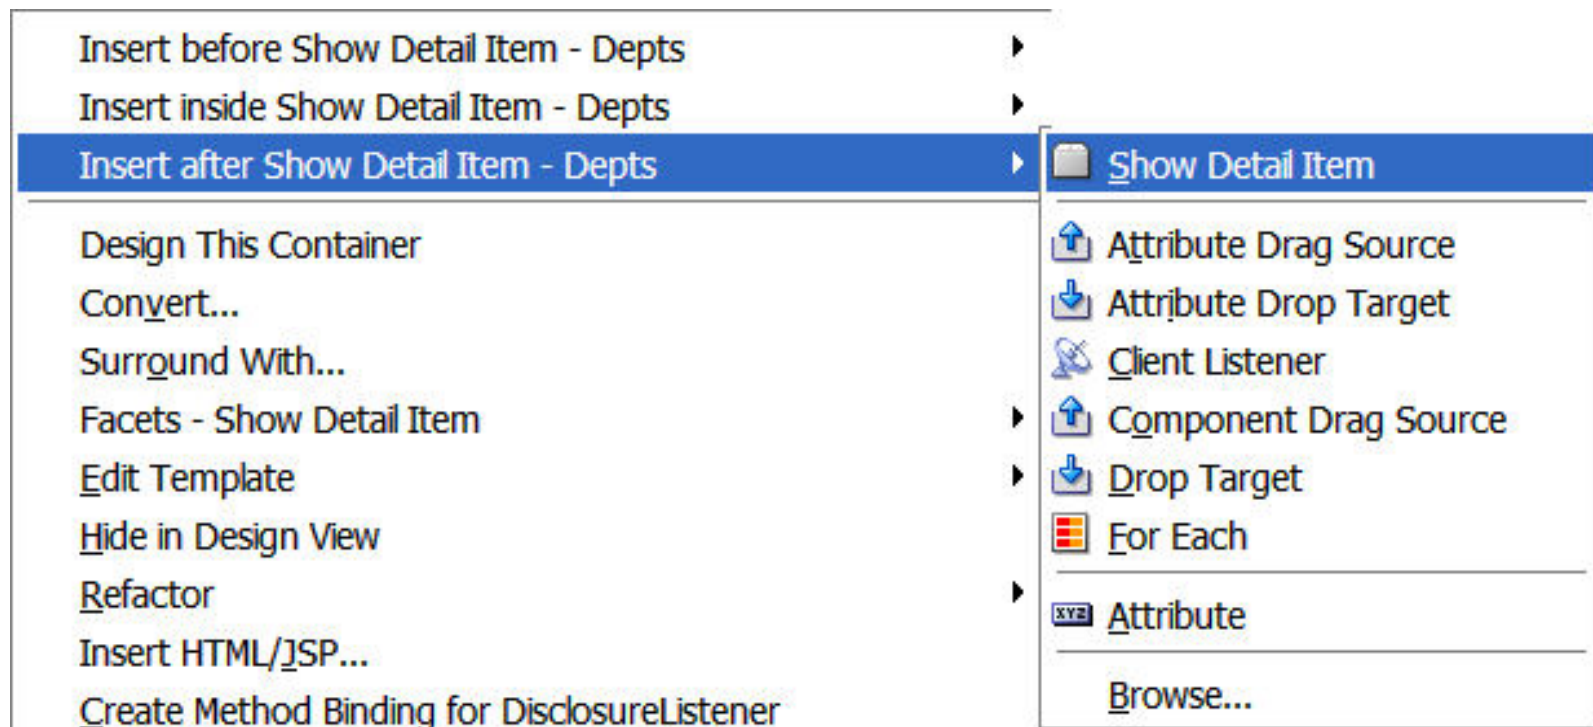 Insert before Show Detail Item - Depts
Insert inside Show Detail Item - Depts
Insert after Show Detail Item - Depts
Design This Container
Convert...
Surround With...
Facets - Show Detail Item
Edit Template
Hide in Design View
Refactor
Insert HTML/JSP...
Create Method Binding for DisclosureListener
Show Detail Item
Attribute Drag Source
Attribute Drop Target
Client Listener
Component Drag Source
Drop Target
For Each
XYZ Attribute
Browse...